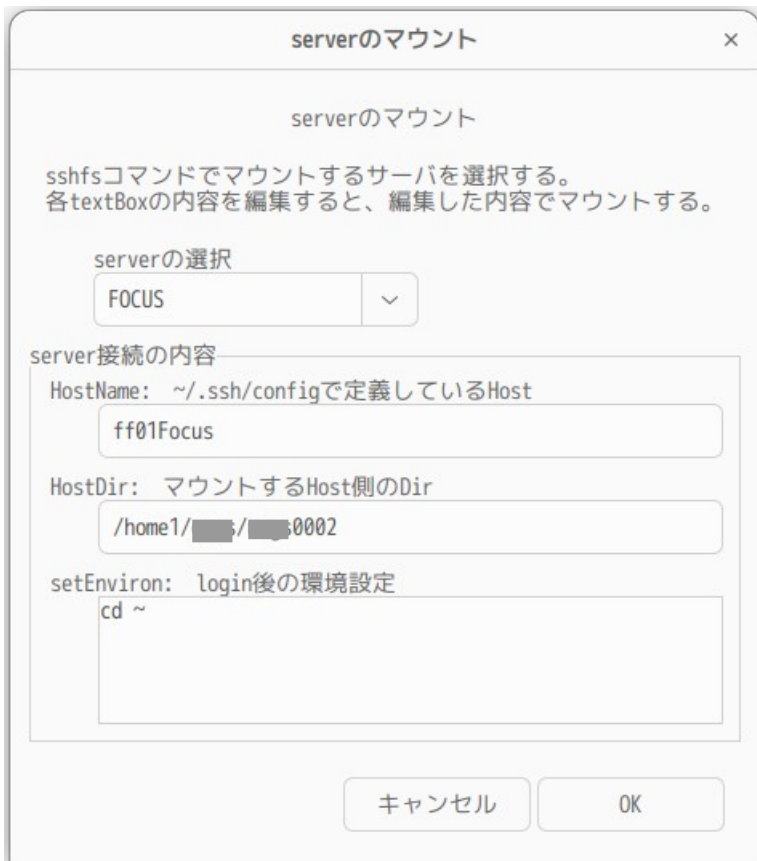 serverのマウント
×
serverのマウント
sshfsコマンドでマウントするサーバを選択する。
各textBoxの内容を編集すると、編集した内容でマウントする。
serverの選択
FOCUS
server接続の内容
HostName: ~/.ssh/configで定義しているHost
ff01Focus
HostDir: マウントするHost側のDir
/home1/ / 0002
setEnviron: login後の環境設定
cd ~
キャンセル OK